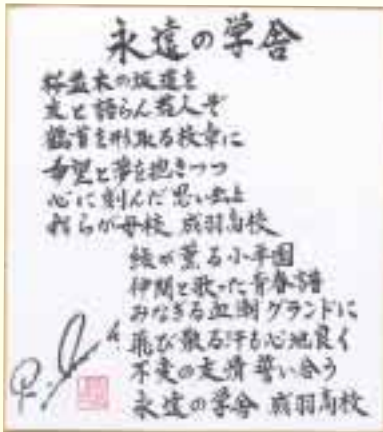 永遠の学舎
桜並木の坂道を
友と語らん若人ぞ
鶴首を形取る校章に
希望と夢を抱きつつ
心に刻んだ思い出よ
我らが母校 成羽高校
緑が薫る小平園
仲間と歌った青春譜
みなぎる血潮グランドに
飛び散る汗も心地良く
不変の友情 誓い合う
永遠の学舎 成羽高校